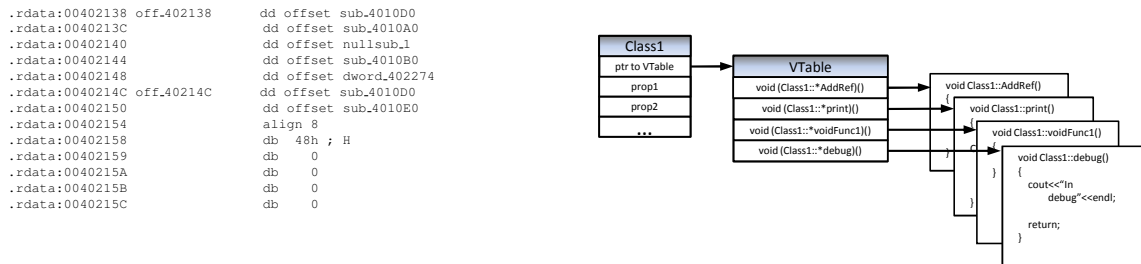 .rdata:00402138 off_402138 dd offset sub_4010D0
.rdata:0040213C dd offset sub_4010A0
.rdata:00402140 dd offset nullsub_1
.rdata:00402144 dd offset sub_4010B0
.rdata:00402148 dd offset dword_402274
.rdata:0040214C off_40214C dd offset sub_4010D0
.rdata:00402150 dd offset sub_4010E0
.rdata:00402154 align 8
.rdata:00402158 db 48h ; H
.rdata:00402159 db 0
.rdata:0040215A db 0
.rdata:0040215B db 0
.rdata:0040215C db 0
Class1
ptr to VTable
prop1
prop2
...
VTable
void (Class1::*AddRef)()
void (Class1::*print)()
void (Class1::*voidFunc1)()
void (Class1::*debug)()
void Class1::AddRef()
{
}
void Class1::print()
{
}
void Class1::voidFunc1()
{
}
void Class1::debug()
{
cout<<“In
debug”<<endl;
return;
}